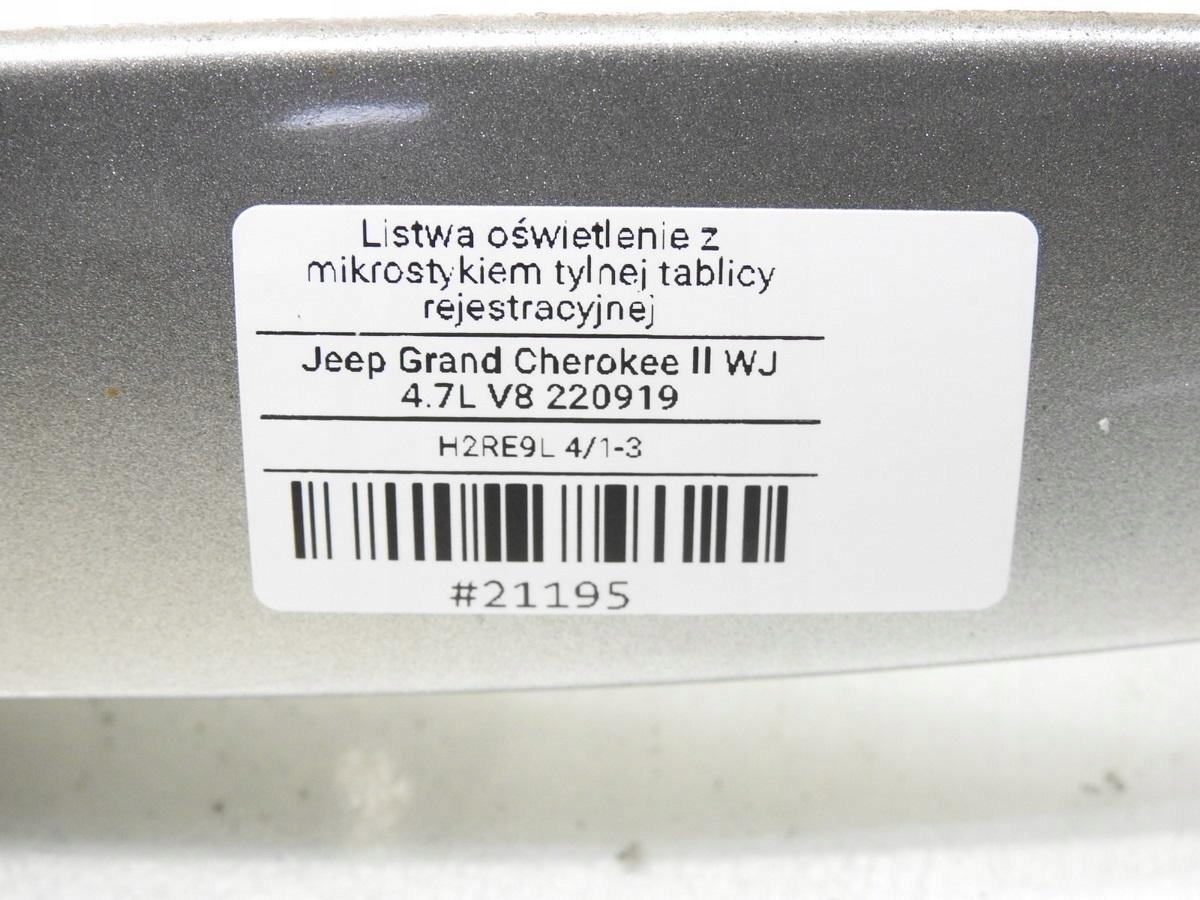 Listwa oświetlenie z
mikrostykiem tylnej tablicy
rejestracyjnej
Jeep Grand Cherokee II WJ
4.7L V8 220919
H2RE9L 4/1-3
#21195